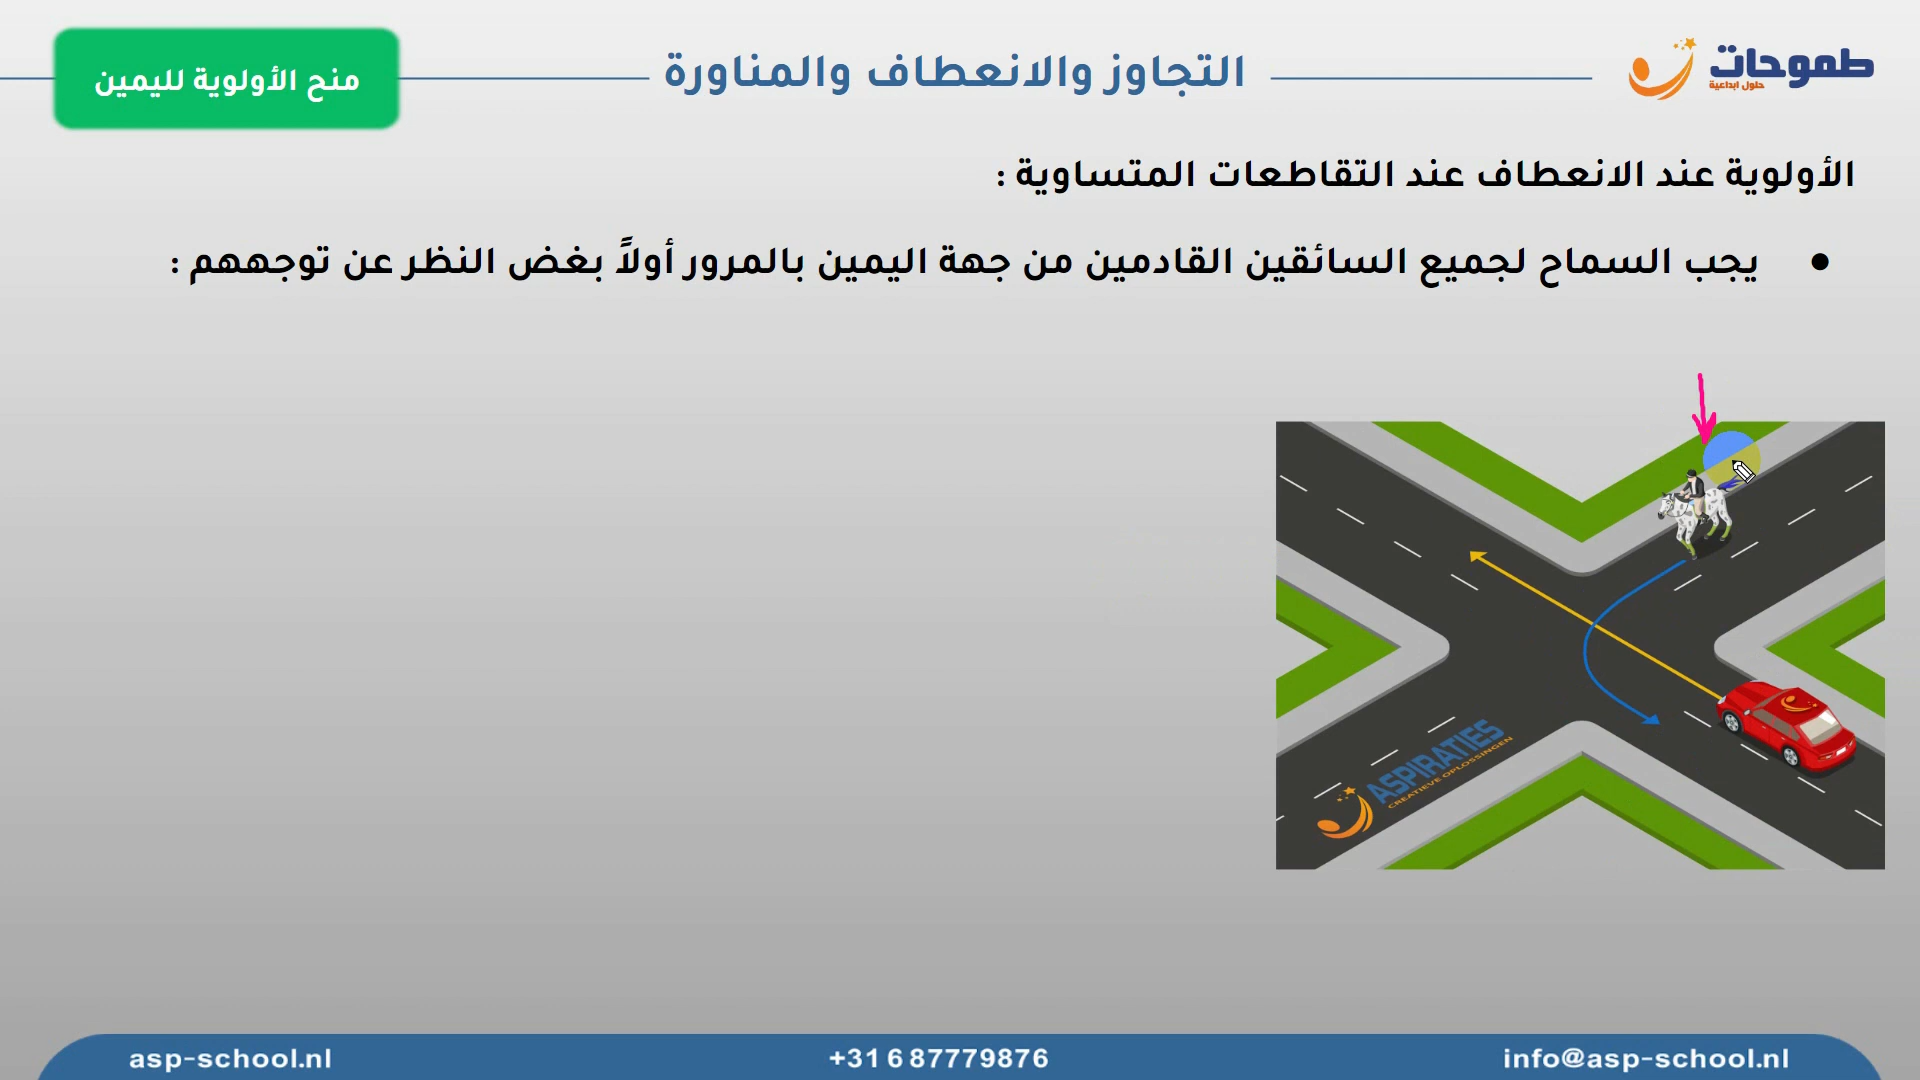 طموحات
حلول ابداعية
التجاوز والانعطاف والمناورة
منح الأولوية لليمين
الأولوية عند الانعطاف عند التقاطعات المتساوية :
● يجب السماح لجميع السائقين القادمين من جهة اليمين بالمرور أولاً بغض النظر عن توجههم :
ASPIRATIES
CREATIEVE OPLOSSINGEN
asp-school.nl
+31 6 87779876
info@asp-school.nl